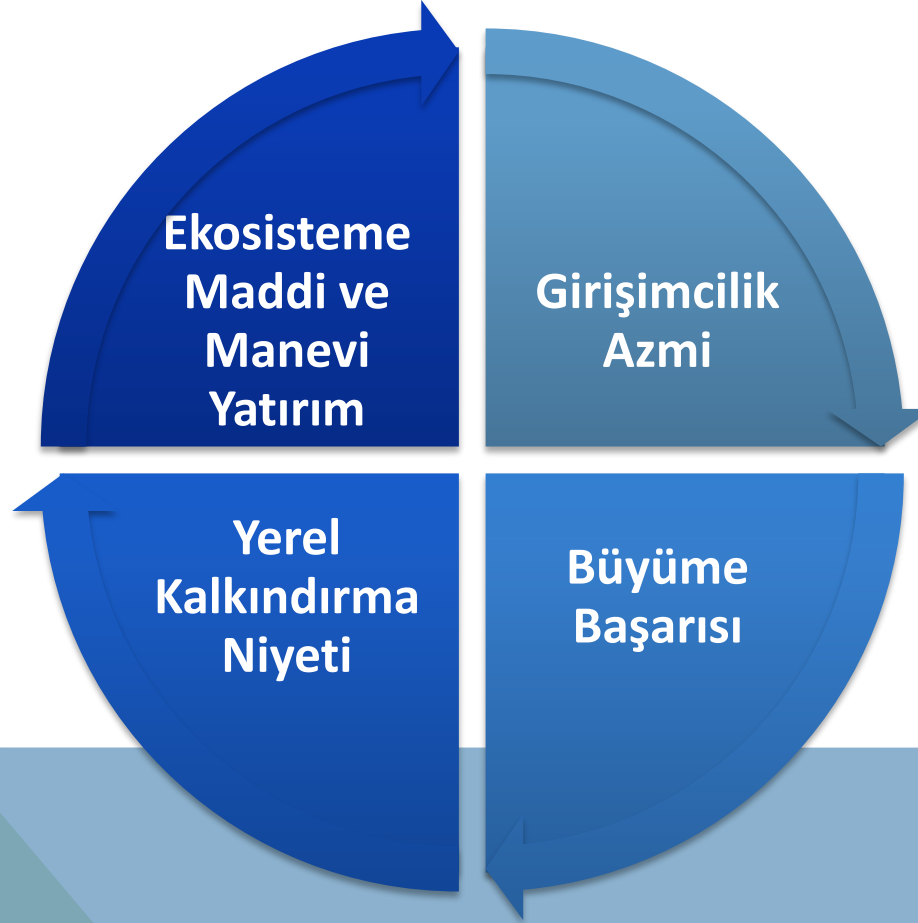 Ekosisteme
Maddi ve
Manevi
Yatırım
Girişimcilik
Azmi
Yerel
Kalkındırma
Niyeti
Büyüme
Başarısı